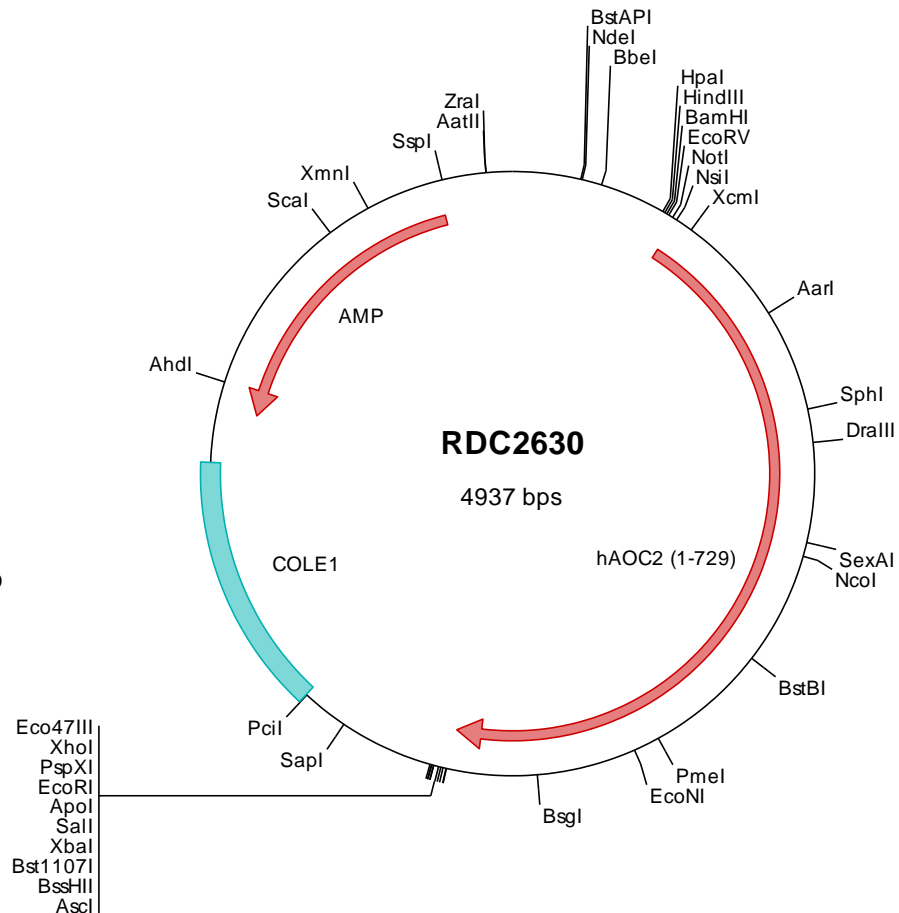 BstAPI
NdeI
BbeI
HpaI
HindIII
BamHI
EcoRV
NotI
NsiI
XcmI
ZraI
AatII
SspI
XmnI
ScaI
AarI
AMP
AhdI
SphI
DraIII
RDC2630
4937 bps
hAOC2 (1-729)
SexAI
NcoI
COLE1
BstBI
PciI
SapI
PmeI
EcoNI
BsgI
Eco47III
XhoI
PspXI
EcoRI
ApoI
SalI
XbaI
Bst1107I
BssHII
AscI